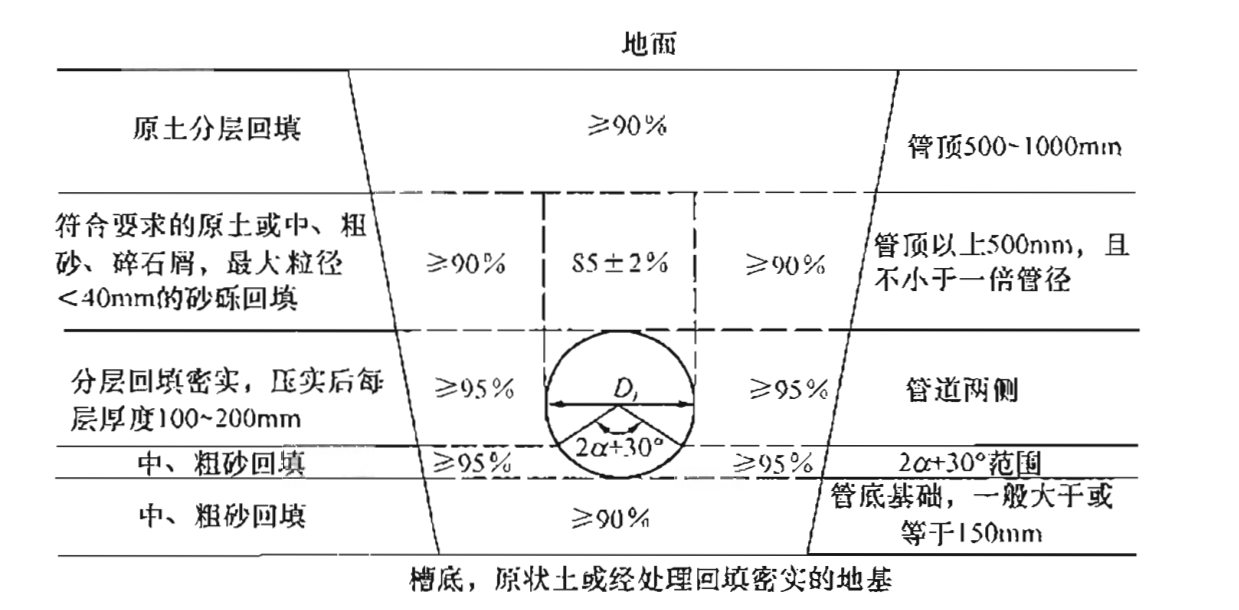 地面
原土分层回填
≥90%
管顶500~1000mm
符合要求的原土或中、粗
砂、碎石屑，最大粒径
<40mm的砂砾回填
≥90%
85±2%
≥90%
管顶以上500mm，且
不小于一倍管径
分层回填密实，压实后每
层厚度100~200mm
≥95%
Di
≥95%
管道两侧
2α+30°
中、粗砂回填
≥95%
≥95%
2α+30°范围
中、粗砂回填
≥90%
管底基础，一般大于或
等于150mm
槽底，原状土或经处理回填密实的地基